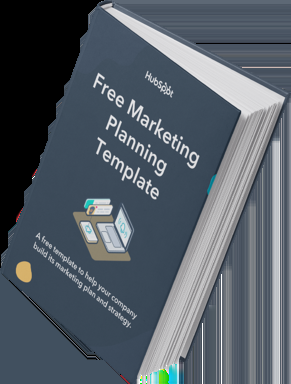 HubSpot
Free Marketing
Planning
Template
A free template to help your company
build its marketing plan and strategy.